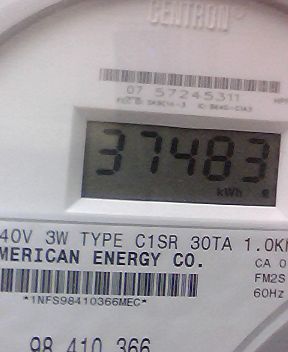 CENTRON
07 57245311
37483
kWh
40V 3W TYPE C1SR 30TA 1.0K
MERICAN ENERGY CO.
CA 0
FM2S
60Hz
*1NFS98410366MEC*
98 410 366